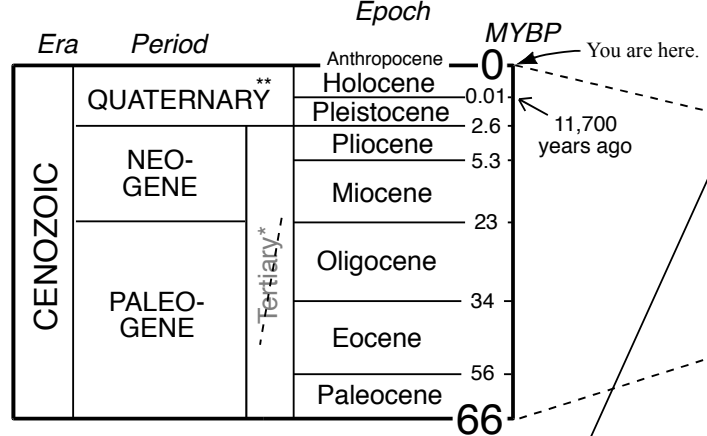 Epoch
Era Period MYBP
Anthropocene 0 You are here.
Holocene
QUATERNARY** 0.01
Pleistocene 11,700
years ago
2.6
NEO-
GENE
Pliocene
5.3
Miocene
23
CENOZOIC
Tertiary*
Oligocene
PALEO-
GENE
34
Eocene
56
Paleocene
66